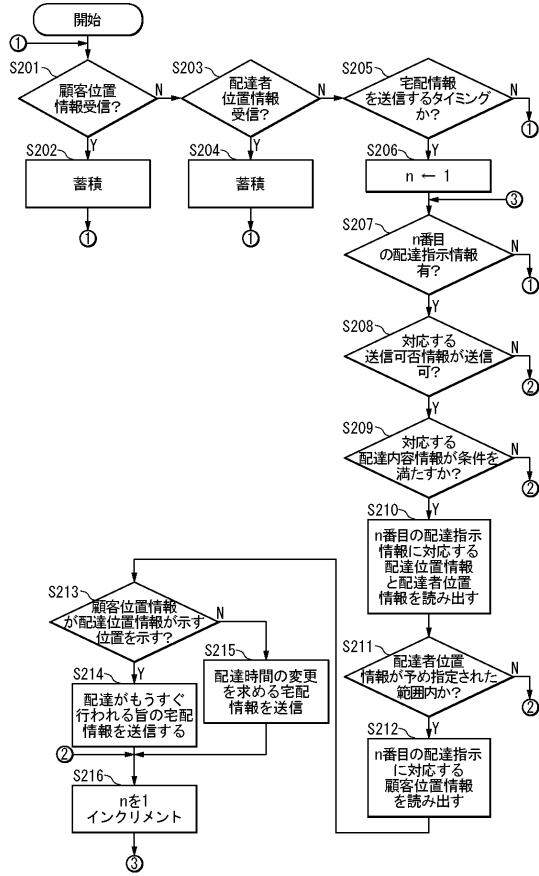 開始
①
S201
顧客位置
情報受信?
N
Y
S202
蓄積
①
S203
配達者
位置情報
受信?
N
Y
S204
蓄積
①
S205
宅配情報
を送信するタイミング
か?
N
①
Y
S206
n ← 1
③
S207
n番目
の配達指示情報
有?
N
①
Y
S208
対応する
送信可否情報が送信
可?
N
②
Y
S209
対応する
配達内容情報が条件を
満たすか?
N
②
Y
S210
n番目の配達指示
情報に対応する
配達位置情報
と配達者位置
情報を読み出す
S211
配達者位置
情報が予め指定された
範囲内か?
N
②
Y
S212
n番目の配達指示
に対応する
顧客位置情報
を読み出す
S213
顧客位置情報
が配達位置情報が示す
位置を示す?
N
Y
S214
配達がもうすぐ
行われる旨の宅配
情報を送信する
S215
配達時間の変更
を求める宅配
情報を送信
②
S216
nを1
インクリメント
③